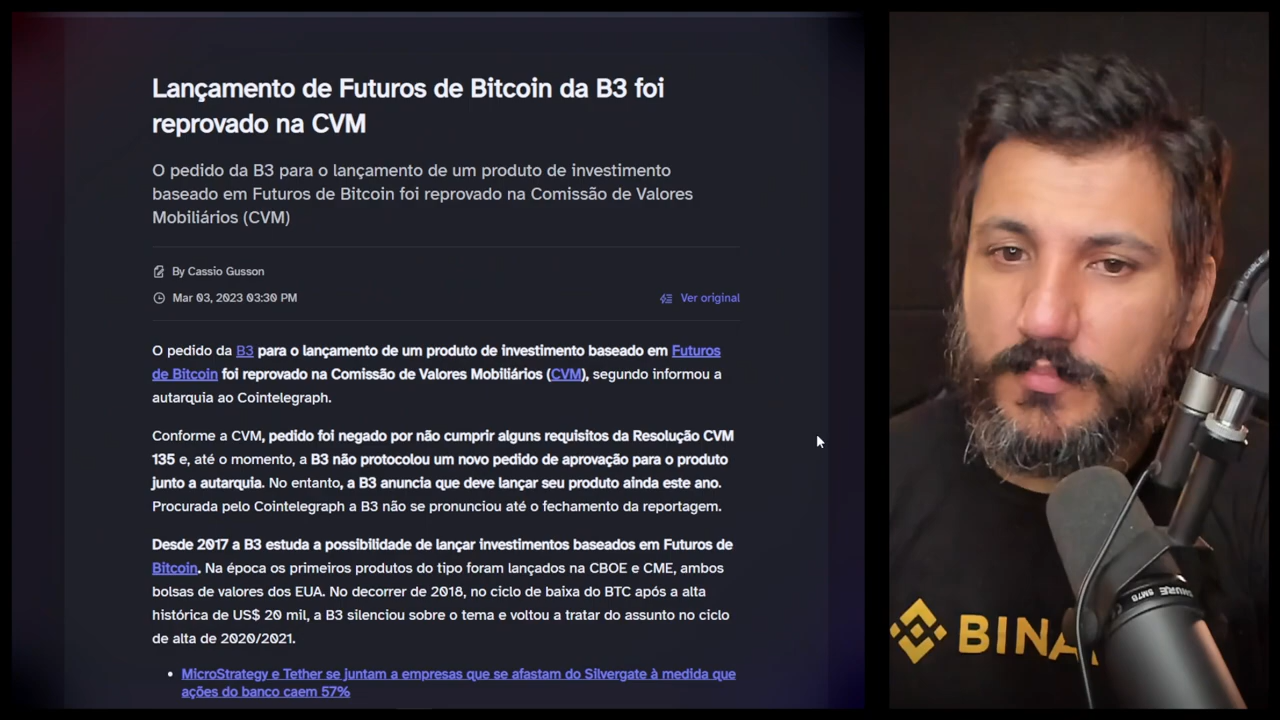 Lançamento de Futuros de Bitcoin da B3 foi
reprovado na CVM
O pedido da B3 para o lançamento de um produto de investimento
baseado em Futuros de Bitcoin foi reprovado na Comissão de Valores
Mobiliários (CVM)
By Cassio Gusson
Mar 03, 2023 03:30 PM
Ver original
O pedido da B3 para o lançamento de um produto de investimento baseado em Futuros
de Bitcoin foi reprovado na Comissão de Valores Mobiliários (CVM), segundo informou a
autarquia ao Cointelegraph.
Conforme a CVM, pedido foi negado por não cumprir alguns requisitos da Resolução CVM
135 e, até o momento, a B3 não protocolou um novo pedido de aprovação para o produto
junto a autarquia. No entanto, a B3 anuncia que deve lançar seu produto ainda este ano.
Procurada pelo Cointelegraph a B3 não se pronunciou até o fechamento da reportagem.
Desde 2017 a B3 estuda a possibilidade de lançar investimentos baseados em Futuros de
Bitcoin. Na época os primeiros produtos do tipo foram lançados na CBOE e CME, ambos
bolsas de valores dos EUA. No decorrer de 2018, no ciclo de baixa do BTC após a alta
histórica de US$ 20 mil, a B3 silenciou sobre o tema e voltou a tratar do assunto no ciclo
de alta de 2020/2021.
• MicroStrategy e Tether se juntam a empresas que se afastam do Silvergate à medida que
ações do banco caem 57%
SHURE SM7B
BINA